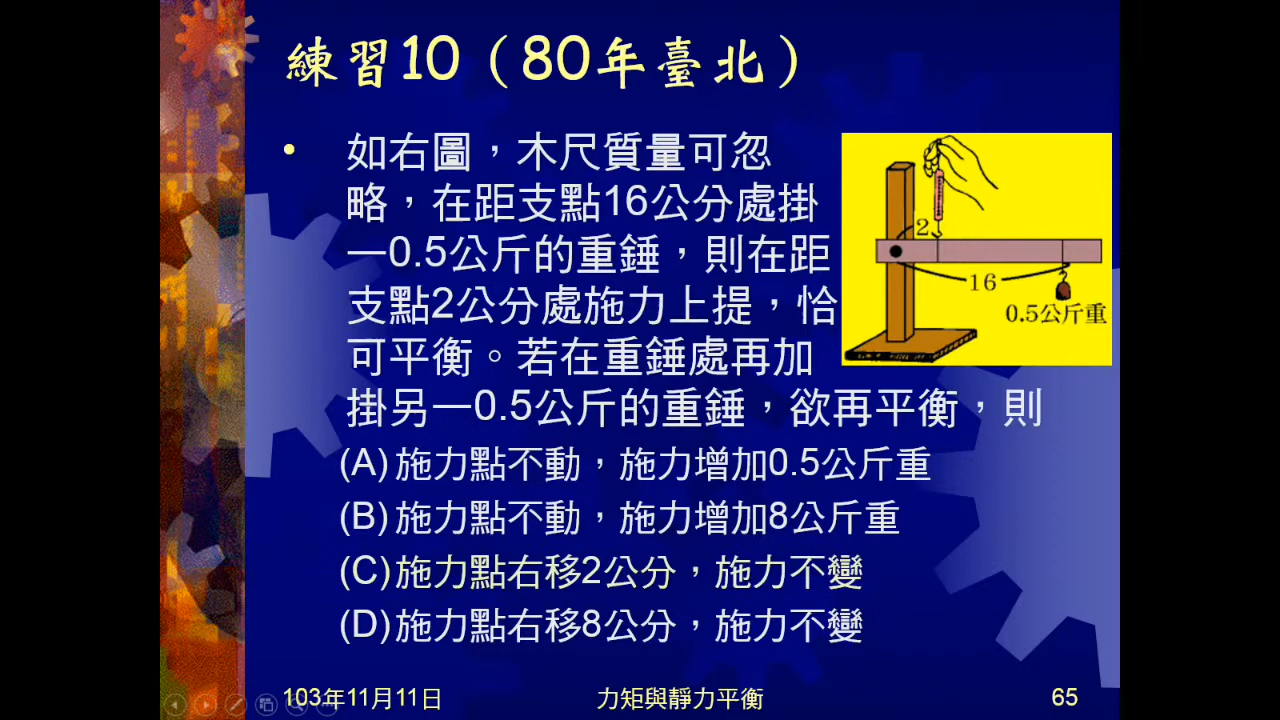 練習10（80年臺北）
• 如右圖，木尺質量可忽
略，在距支點16公分處掛
一0.5公斤的重錘，則在距
支點2公分處施力上提，恰
可平衡。若在重錘處再加
掛另一0.5公斤的重錘，欲再平衡，則
2
16
0.5公斤重
(A)施力點不動，施力增加0.5公斤重
(B)施力點不動，施力增加8公斤重
(C)施力點右移2公分，施力不變
(D)施力點右移8公分，施力不變
103年11月11日
力矩與靜力平衡
65